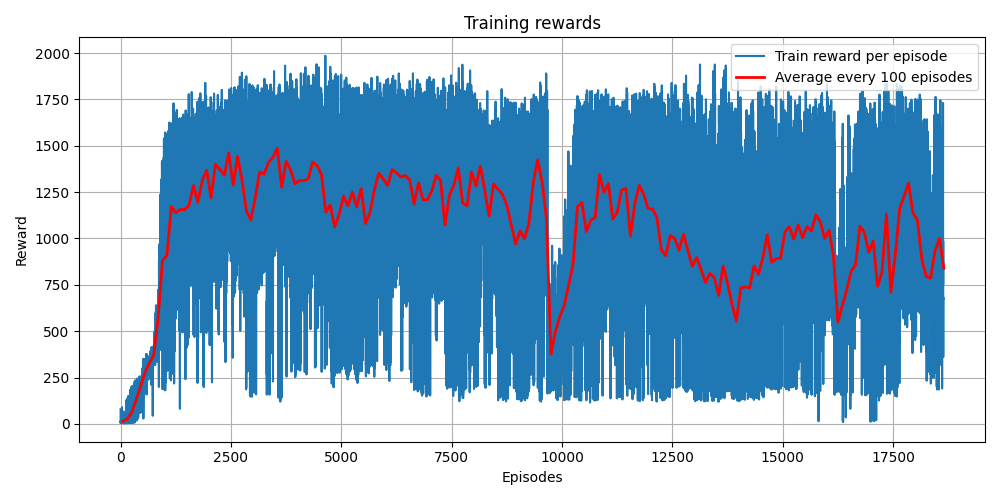 Training rewards
Train reward per episode
Average every 100 episodes
Reward
2000
1750
1500
1250
1000
750
500
250
0
0 2500 5000 7500 10000 12500 15000 17500
Episodes